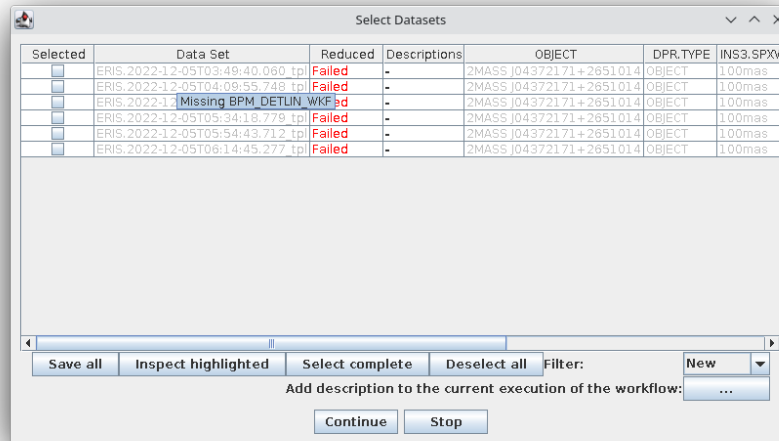 Select Datasets
Selected Data Set Reduced Descriptions OBJECT DPR.TYPE INS3.SPXW
ERIS.2022-12-05T03:49:40.060_tpl Failed - 2MASS J04372171+2651014 OBJECT 100mas
ERIS.2022-12-05T04:09:55.748_tpl Failed - 2MASS J04372171+2651014 OBJECT 100mas
ERIS.2022-12 Missing BPM_DETLIN_WKF - 2MASS J04372171+2651014 OBJECT 100mas
ERIS.2022-12-05T05:34:18.779_tpl Failed - 2MASS J04372171+2651014 OBJECT 100mas
ERIS.2022-12-05T05:54:43.712_tpl Failed - 2MASS J04372171+2651014 OBJECT 100mas
ERIS.2022-12-05T06:14:45.277_tpl Failed - 2MASS J04372171+2651014 OBJECT 100mas
Save all Inspect highlighted Select complete Deselect all Filter: New
Add description to the current execution of the workflow: ...
Continue Stop